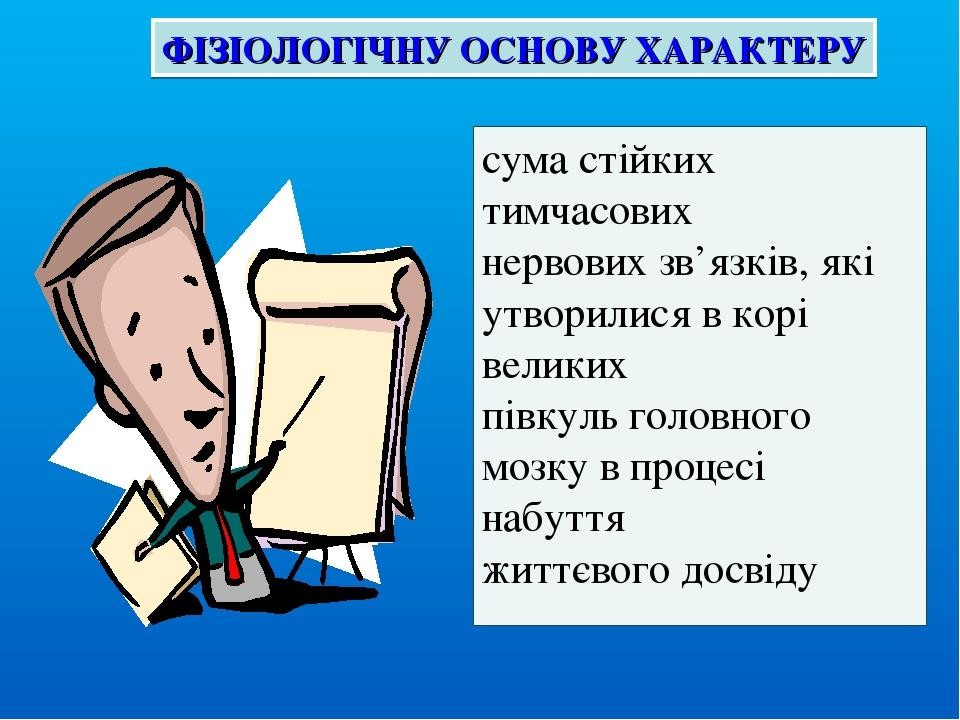 ФІЗІОЛОГІЧНУ ОСНОВУ ХАРАКТЕРУ
сума стійких
тимчасових
нервових зв’язків, які
утворилися в корі
великих
півкуль головного
мозку в процесі
набуття
життєвого досвіду